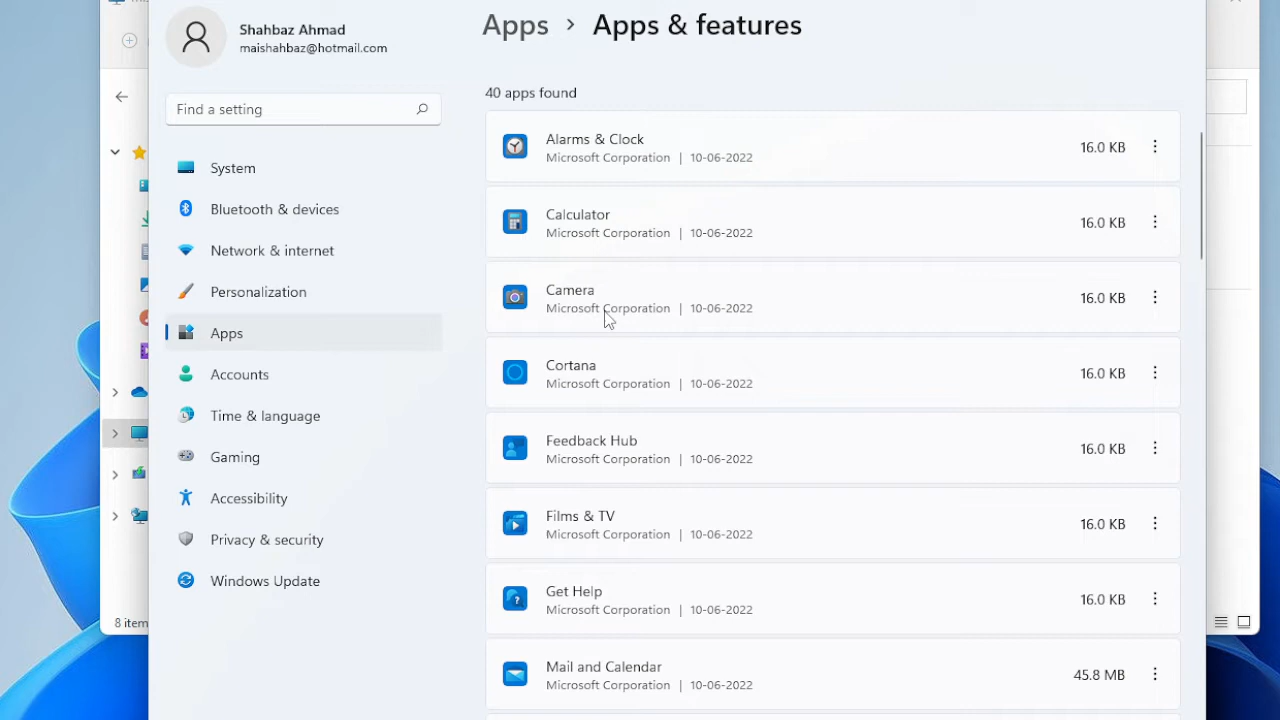 Shahbaz Ahmad
maishahbaz@hotmail.com
Find a setting
System
Bluetooth & devices
Network & internet
Personalization
Apps
Accounts
Time & language
Gaming
Accessibility
Privacy & security
Windows Update
8 item
Apps > Apps & features
40 apps found
Alarms & Clock
Microsoft Corporation | 10-06-2022
16.0 KB
Calculator
Microsoft Corporation | 10-06-2022
16.0 KB
Camera
Microsoft Corporation | 10-06-2022
16.0 KB
Cortana
Microsoft Corporation | 10-06-2022
16.0 KB
Feedback Hub
Microsoft Corporation | 10-06-2022
16.0 KB
Films & TV
Microsoft Corporation | 10-06-2022
16.0 KB
Get Help
Microsoft Corporation | 10-06-2022
16.0 KB
Mail and Calendar
Microsoft Corporation | 10-06-2022
45.8 MB